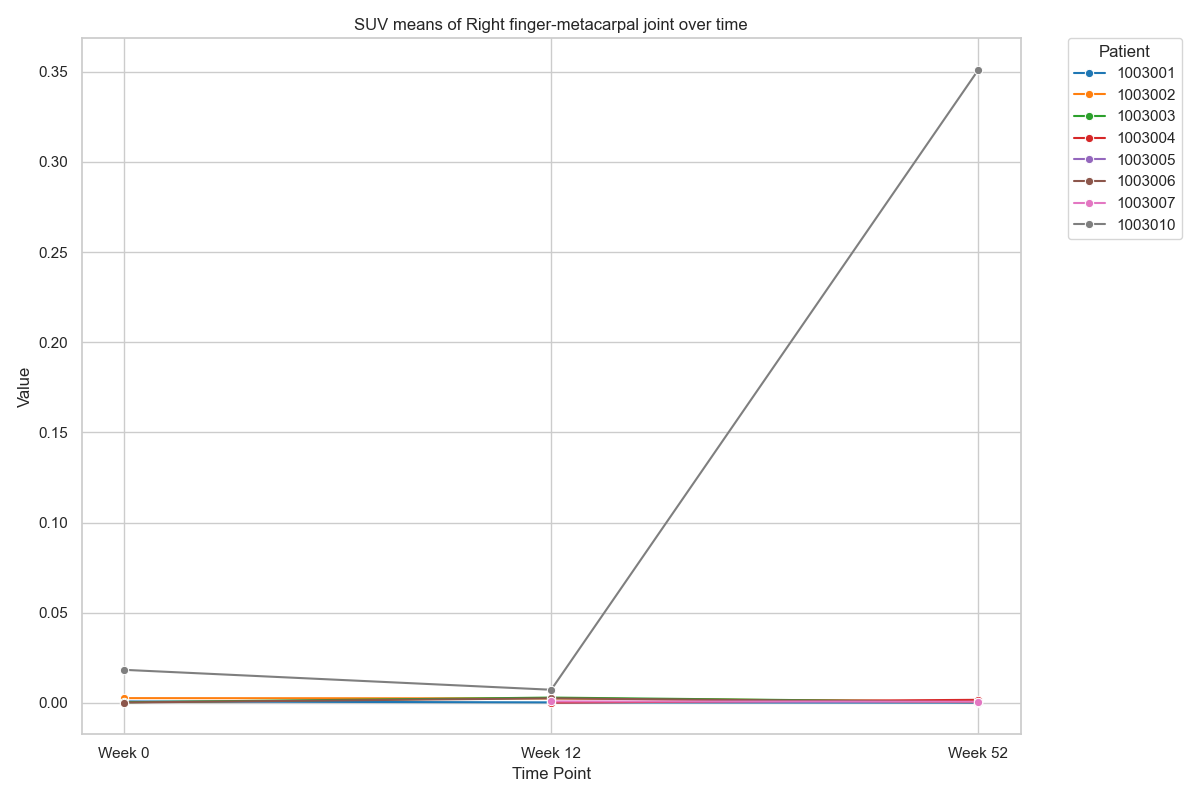 SUV means of Right finger-metacarpal joint over time
Patient
1003001
1003002
1003003
1003004
1003005
1003006
1003007
1003010
Value
0.35
0.30
0.25
0.20
0.15
0.10
0.05
0.00
Week 0
Week 12
Week 52
Time Point